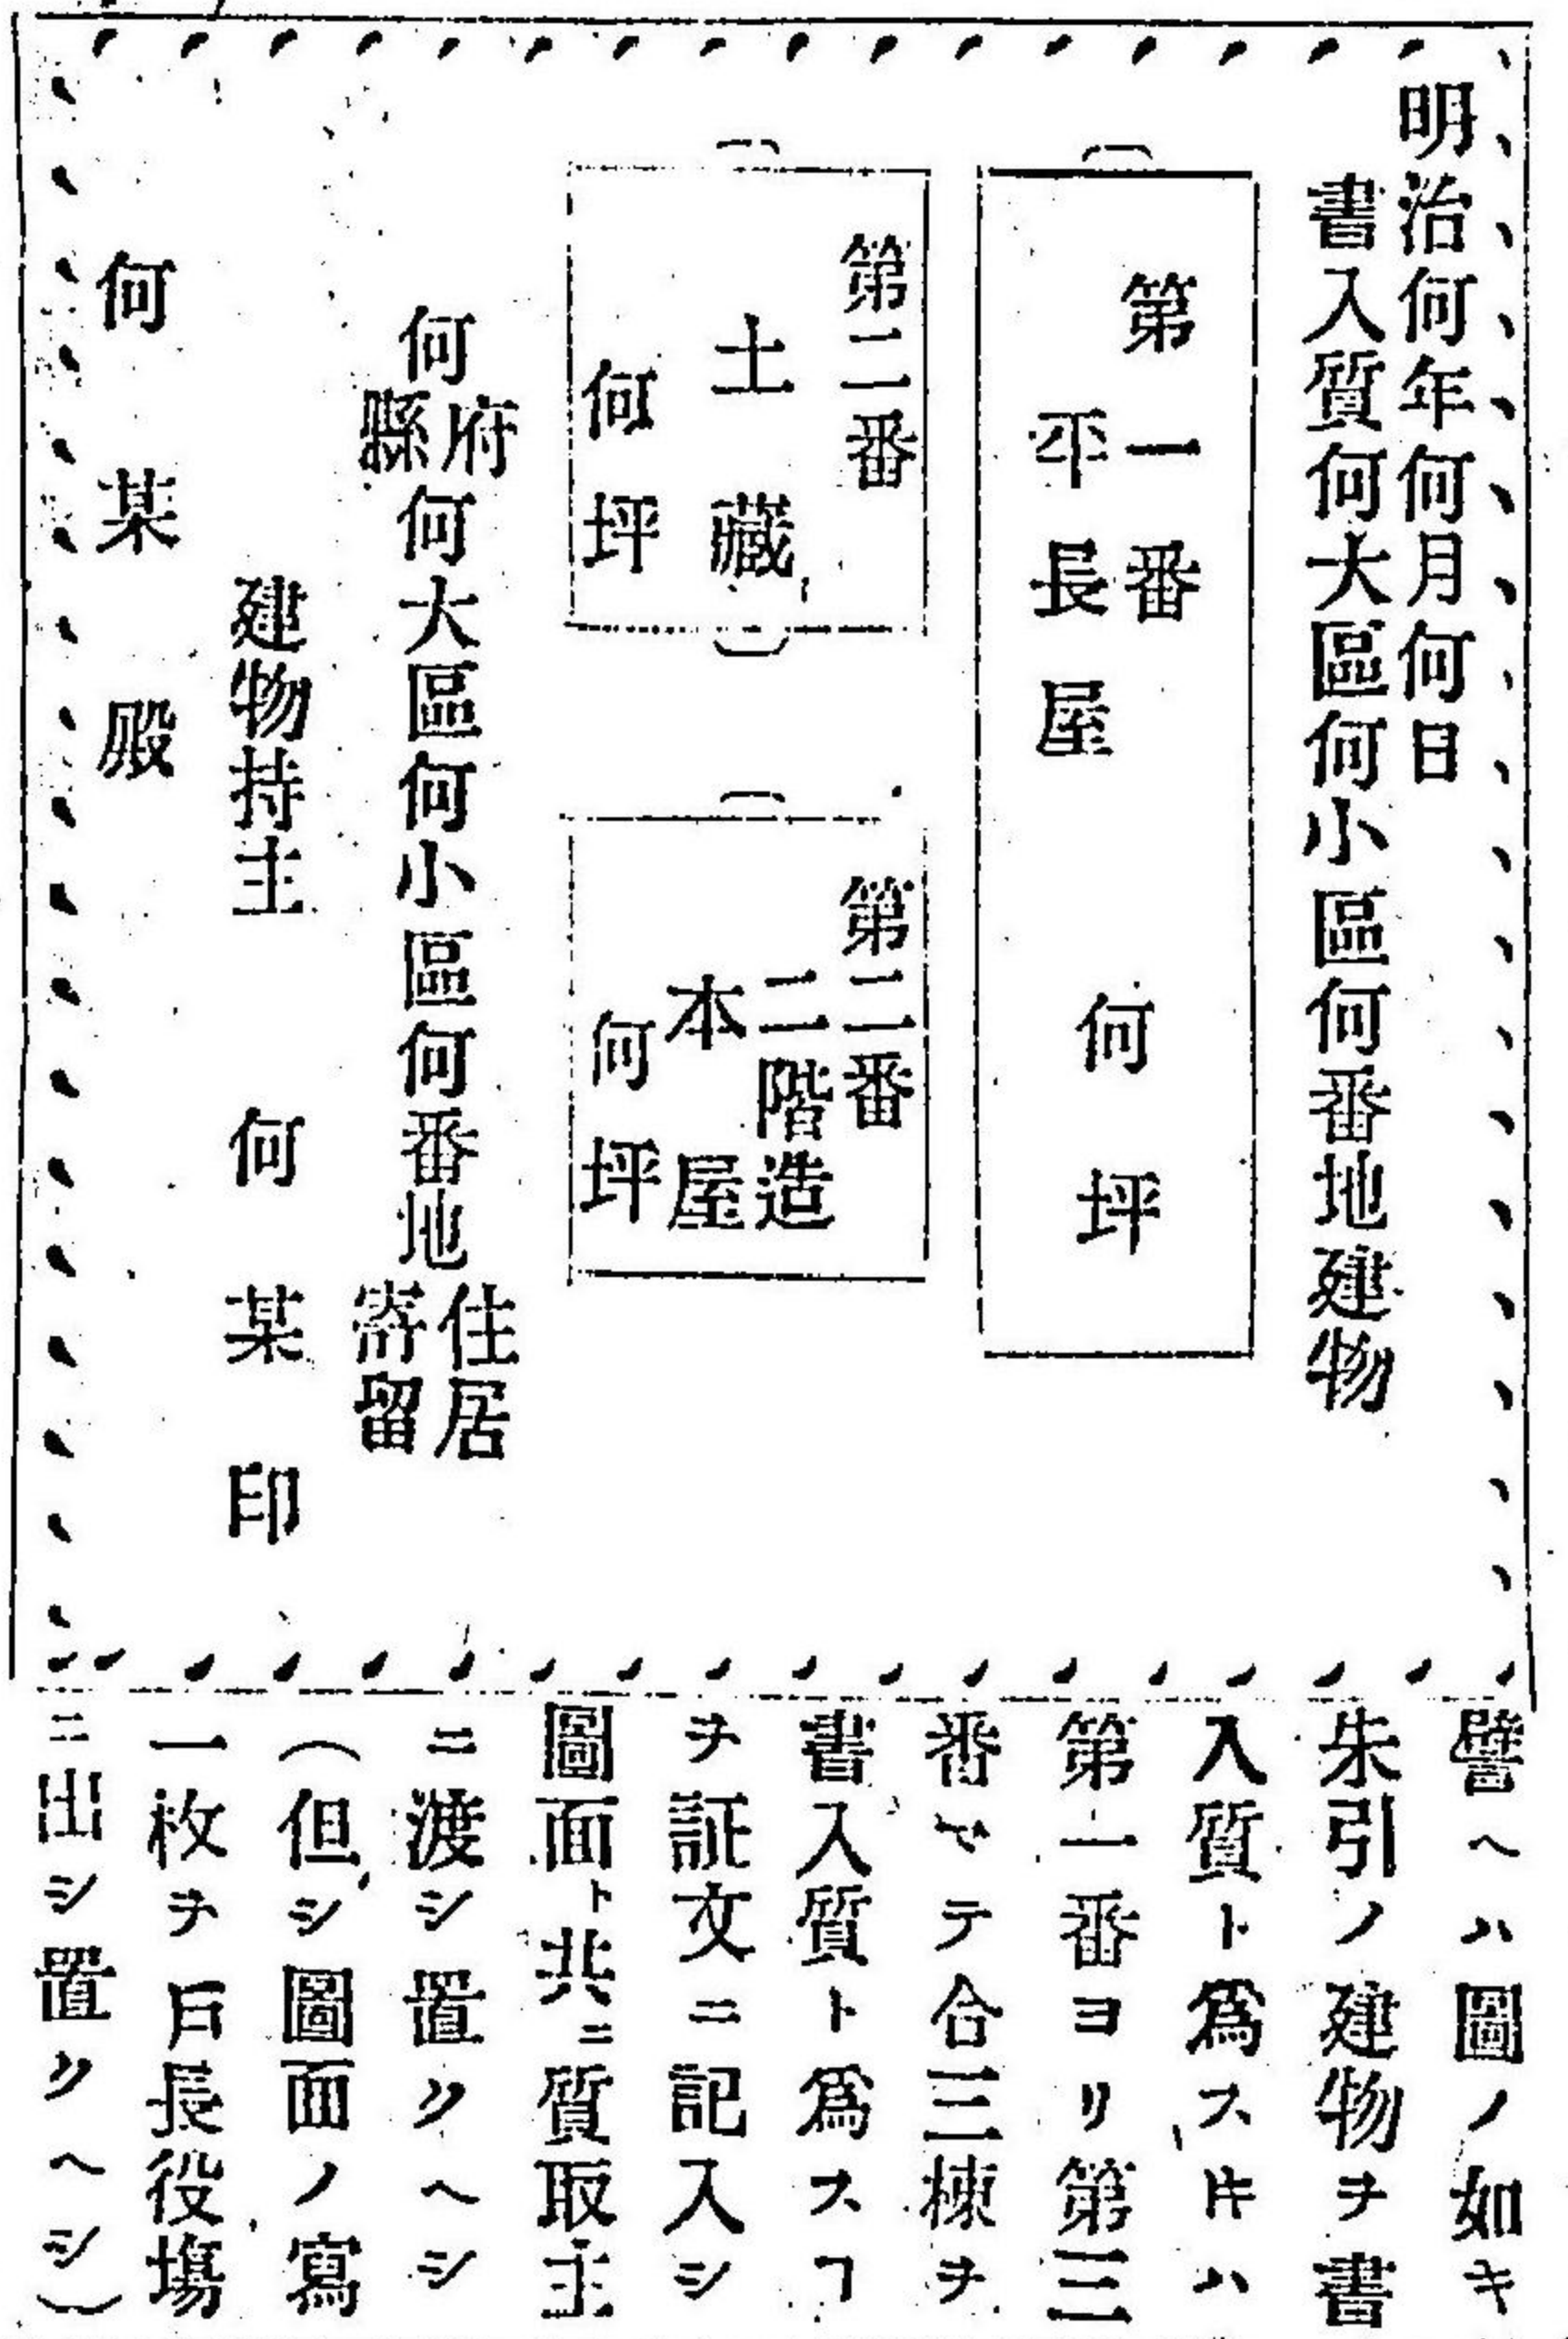 明治何年何月何日
書入質何大區何小區何番地建物
第一番
平長屋
何坪
第二番
土藏
何坪
第二番
二階造
本屋
何坪
何府縣何大區何小區何番地住居寄留
建物持主 何某印
何某殿
譬ヘハ圖ノ如キ
朱引ノ建物ヲ書
入質ト爲スㇳキハ
第一番ヨリ第三
番マテ合三棟ヲ
書入質ト爲スヿ
ヲ証文ニ記入シ
圖面ト共ニ質取主
ニ渡シ置クヘシ
(但シ圖面ノ寫
一枚ヲ戸長役塲
ニ出シ置クヘシ)